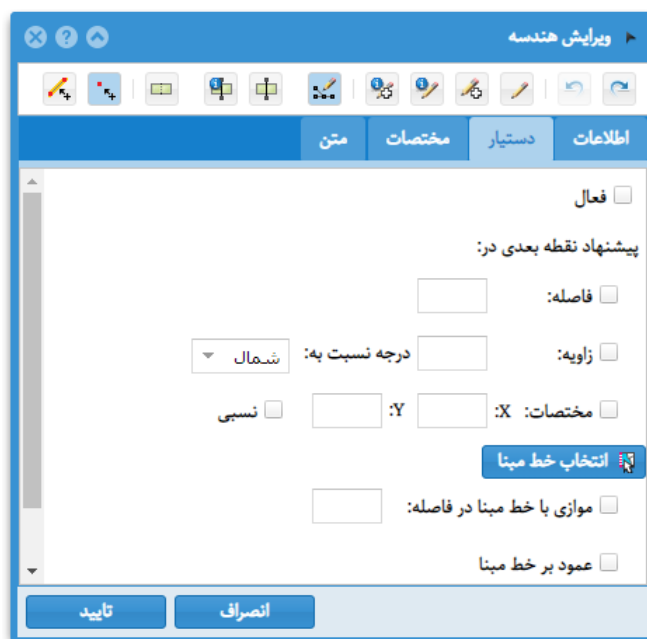 ویرایش هندسه
اطلاعات دستیار مختصات متن
فعال
پیشنهاد نقطه بعدی در:
فاصله:
زاویه: درجه نسبت به: شمال
مختصات: X: Y: نسبی
انتخاب خط مبنا
موازی با خط مبنا در فاصله:
عمود بر خط مبنا
انصراف تایید